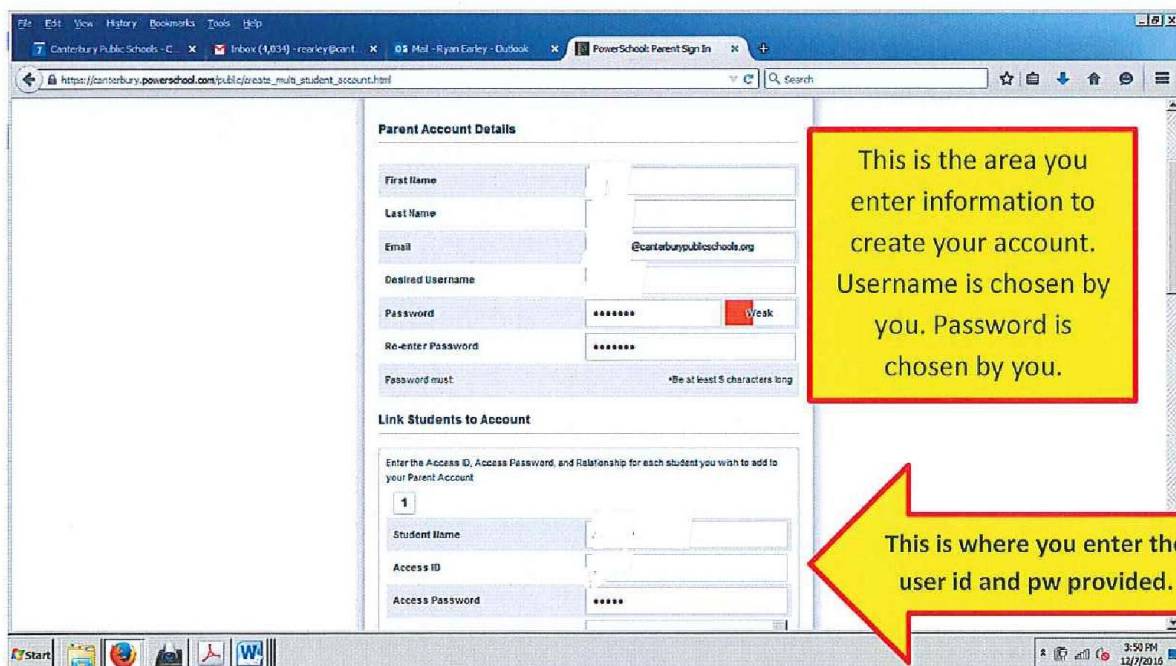 File Edit View History Bookmarks Tools Help
Canterbury Public Schools - C... Inbox (4,034) - rearley@cant... Mail - Ryan Earley - Outlook PowerSchool: Parent Sign In
https://canterbury.powerschool.com/public/create_multi_student_account.html Search
Parent Account Details
First Name
Last Name
Email @canterburypublicschools.org
Desired Username
Password ••••••• Weak
Re-enter Password •••••••
Password must: •Be at least 5 characters long
This is the area you
enter information to
create your account.
Username is chosen by
you. Password is
chosen by you.
Link Students to Account
Enter the Access ID, Access Password, and Relationship for each student you wish to add to
your Parent Account
1
Student Name
Access ID
Access Password •••••
This is where you enter the
user id and pw provided.
Start
3:50 PM